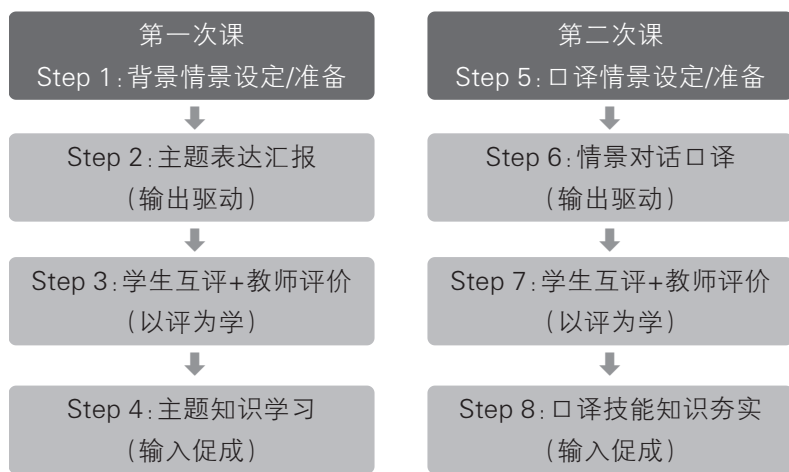 第一次课
Step 1:背景情景设定/准备
Step 2:主题表达汇报
(输出驱动)
Step 3:学生互评+教师评价
(以评为学)
Step 4:主题知识学习
(输入促成)
第二次课
Step 5:口译情景设定/准备
Step 6:情景对话口译
(输出驱动)
Step 7:学生互评+教师评价
(以评为学)
Step 8:口译技能知识夯实
(输入促成)